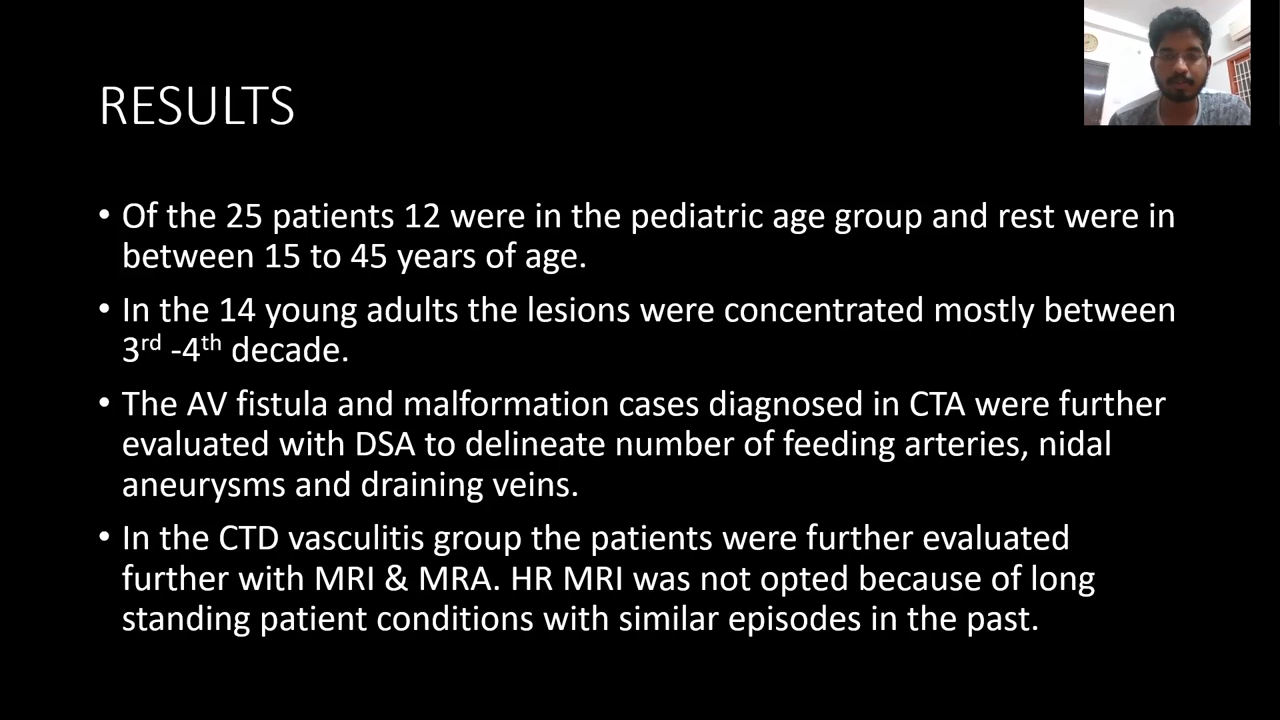 RESULTS
• Of the 25 patients 12 were in the pediatric age group and rest were in
between 15 to 45 years of age.
• In the 14 young adults the lesions were concentrated mostly between
3rd -4th decade.
• The AV fistula and malformation cases diagnosed in CTA were further
evaluated with DSA to delineate number of feeding arteries, nidal
aneurysms and draining veins.
• In the CTD vasculitis group the patients were further evaluated
further with MRI & MRA. HR MRI was not opted because of long
standing patient conditions with similar episodes in the past.